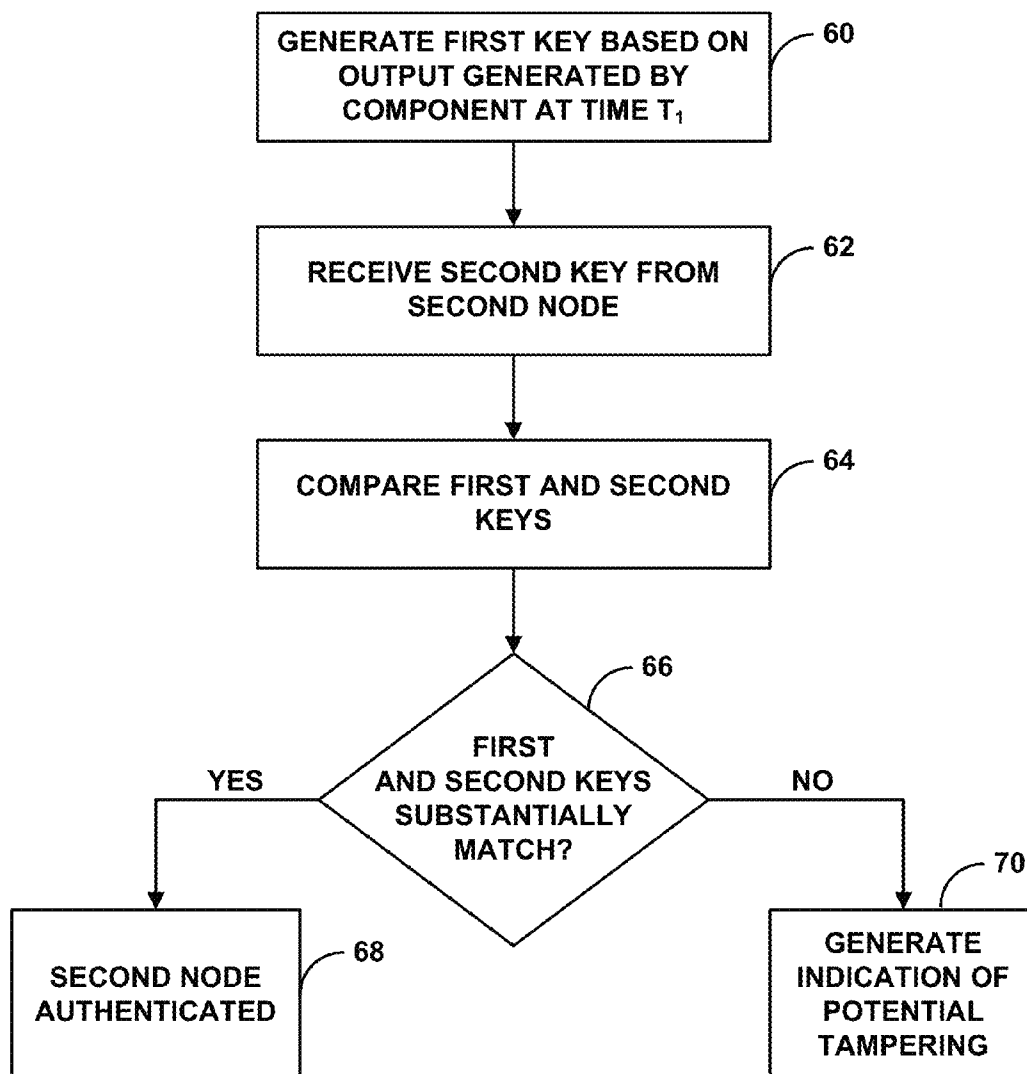 GENERATE FIRST KEY BASED ON
OUTPUT GENERATED BY
COMPONENT AT TIME T₁
60
RECEIVE SECOND KEY FROM
SECOND NODE
62
COMPARE FIRST AND SECOND
KEYS
64
66
FIRST
AND SECOND KEYS
SUBSTANTIALLY
MATCH?
YES
NO
SECOND NODE
AUTHENTICATED
68
70
GENERATE
INDICATION OF
POTENTIAL
TAMPERING